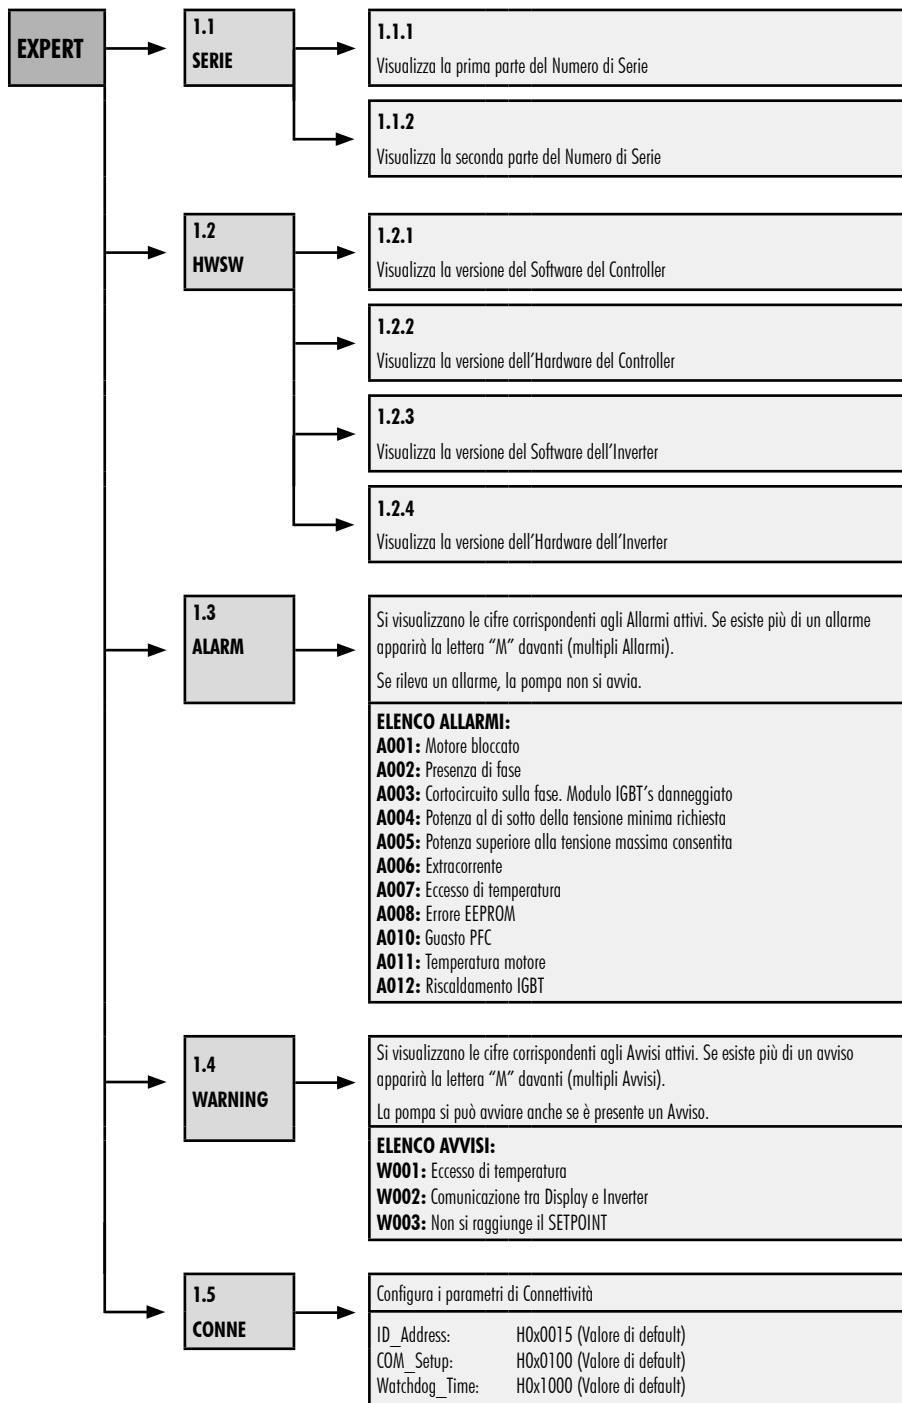 EXPERT
1.1
SERIE
1.1.1
Visualizza la prima parte del Numero di Serie
1.1.2
Visualizza la seconda parte del Numero di Serie
1.2
HWSW
1.2.1
Visualizza la versione del Software del Controller
1.2.2
Visualizza la versione dell'Hardware del Controller
1.2.3
Visualizza la versione del Software dell'Inverter
1.2.4
Visualizza la versione dell'Hardware dell'Inverter
1.3
ALARM
Si visualizzano le cifre corrispondenti agli Allarmi attivi. Se esiste più di un allarme
apparirà la lettera "M" davanti (multipli Allarmi).
Se rileva un allarme, la pompa non si avvia.
ELENCO ALLARMI:
A001: Motore bloccato
A002: Presenza di fase
A003: Cortocircuito sulla fase. Modulo IGBT's danneggiato
A004: Potenza al di sotto della tensione minima richiesta
A005: Potenza superiore alla tensione massima consentita
A006: Extracorrente
A007: Eccesso di temperatura
A008: Errore EEPROM
A010: Guasto PFC
A011: Temperatura motore
A012: Riscaldamento IGBT
1.4
WARNING
Si visualizzano le cifre corrispondenti agli Avvisi attivi. Se esiste più di un avviso
apparirà la lettera "M" davanti (multipli Avvisi).
La pompa si può avviare anche se è presente un Avviso.
ELENCO AVVISI:
W001: Eccesso di temperatura
W002: Comunicazione tra Display e Inverter
W003: Non si raggiunge il SETPOINT
1.5
CONNE
Configura i parametri di Connettività
ID_Address: H0x0015 (Valore di default)
COM_Setup: H0x0100 (Valore di default)
Watchdog_Time: H0x1000 (Valore di default)